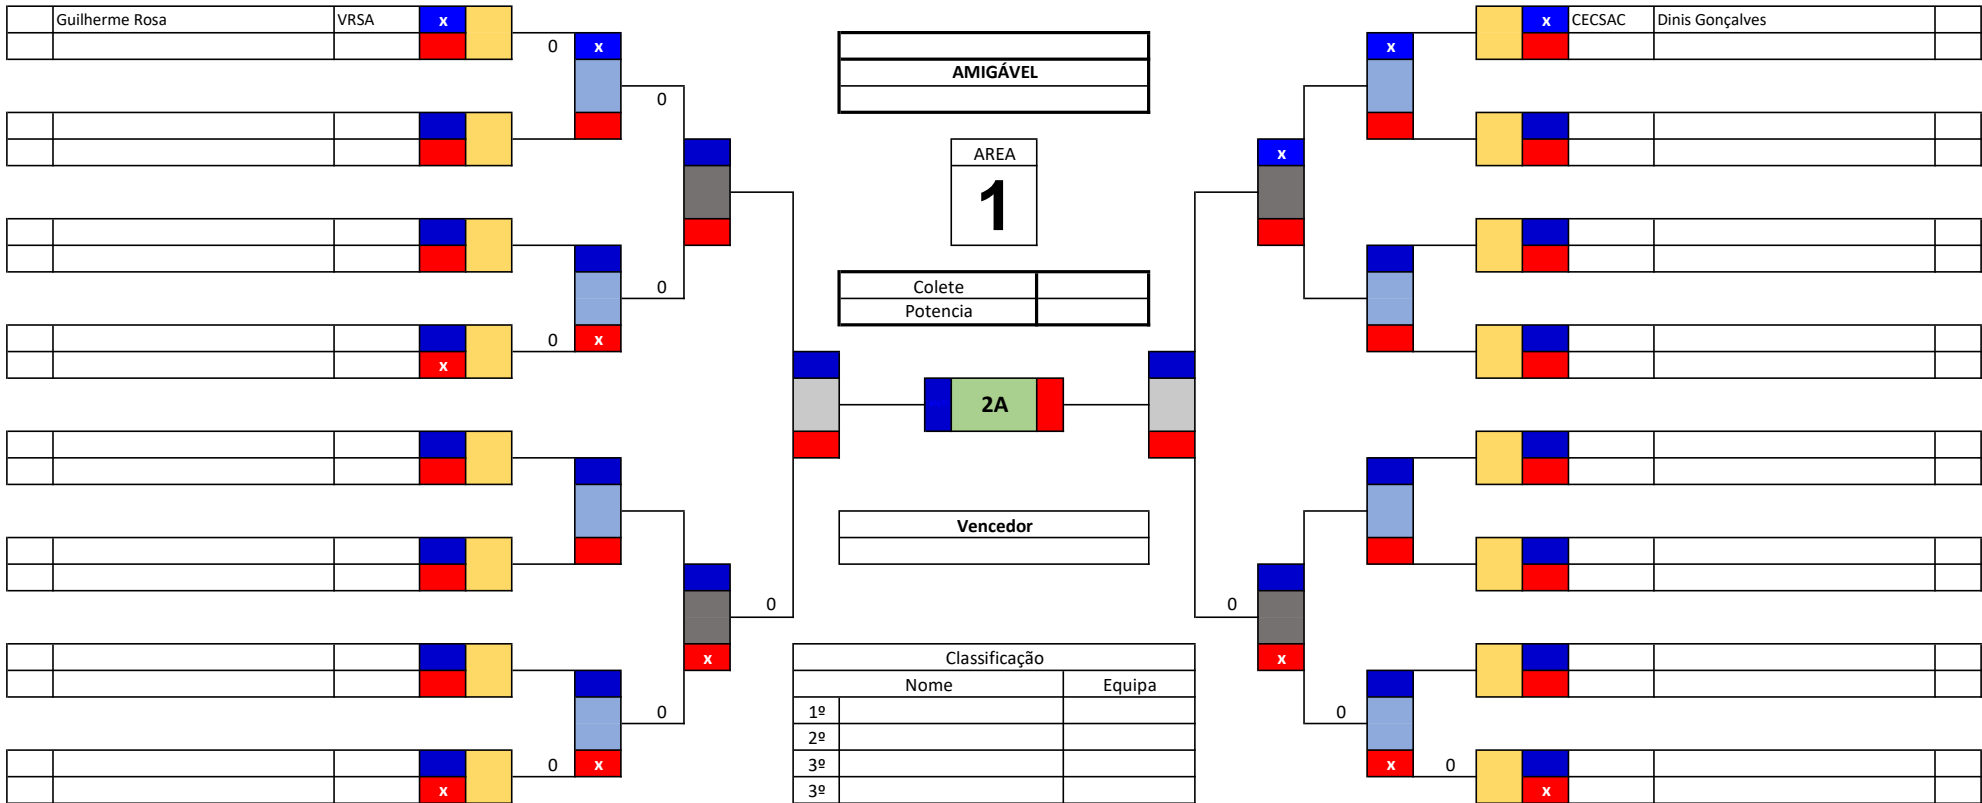 Guilherme Rosa VRSA x x CECSAC Dinis Gonçalves
0 x x
AMIGÁVEL
0
AREA x
1
0 Colete
Potencia
0 x
x
2A
Vencedor
0 0
x Classificação x
Nome Equipa
0 1º 0
2º
0 x 3º x 0
x 3º x